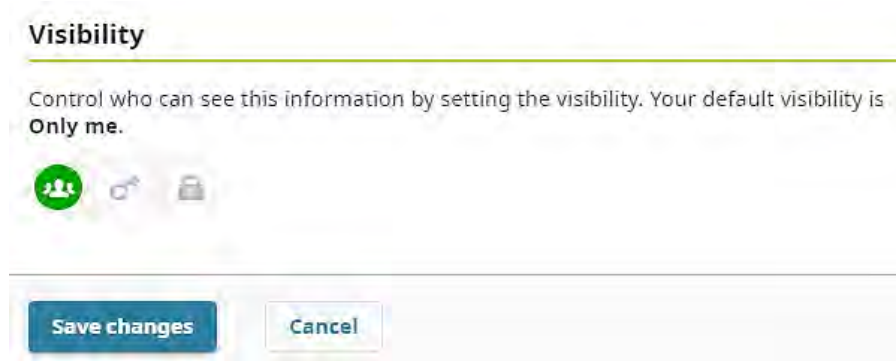 Visibility
Control who can see this information by setting the visibility. Your default visibility is
Only me.
Save changes
Cancel